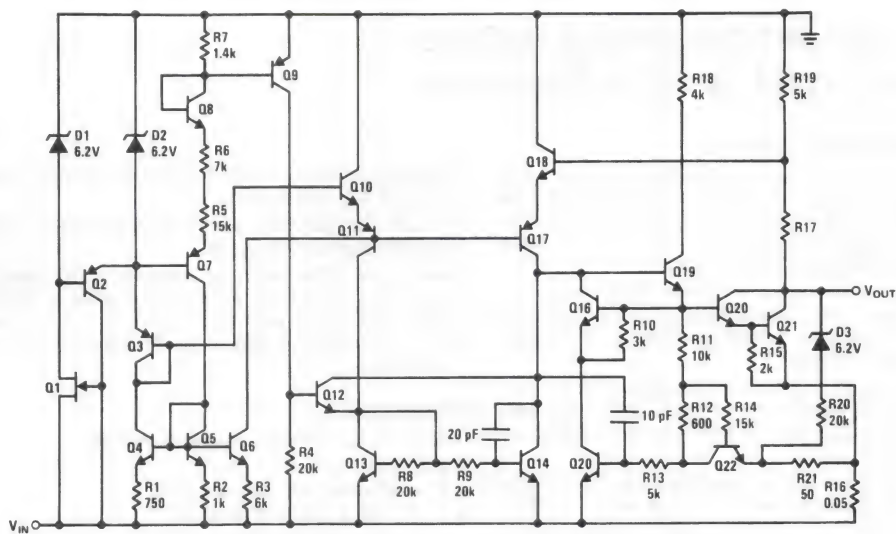 R7
1.4k
Q9
R18
4k
R19
5k
Q8
D1
6.2V
D2
6.2V
R6
7k
Q18
Q10
R5
15k
R17
Q11
Q17
Q2
Q7
Q19
VOUT
Q16
Q20
Q21
Q3
R10
3k
R11
10k
R15
2k
D3
6.2V
Q1
Q12
20 pF
10 pF
R12
600
R14
15k
R20
20k
Q4
Q5
Q6
R4
20k
Q13
R8
20k
R9
20k
Q14
Q20
R13
5k
Q22
R21
50
R16
0.05
R1
750
R2
1k
R3
6k
VIN